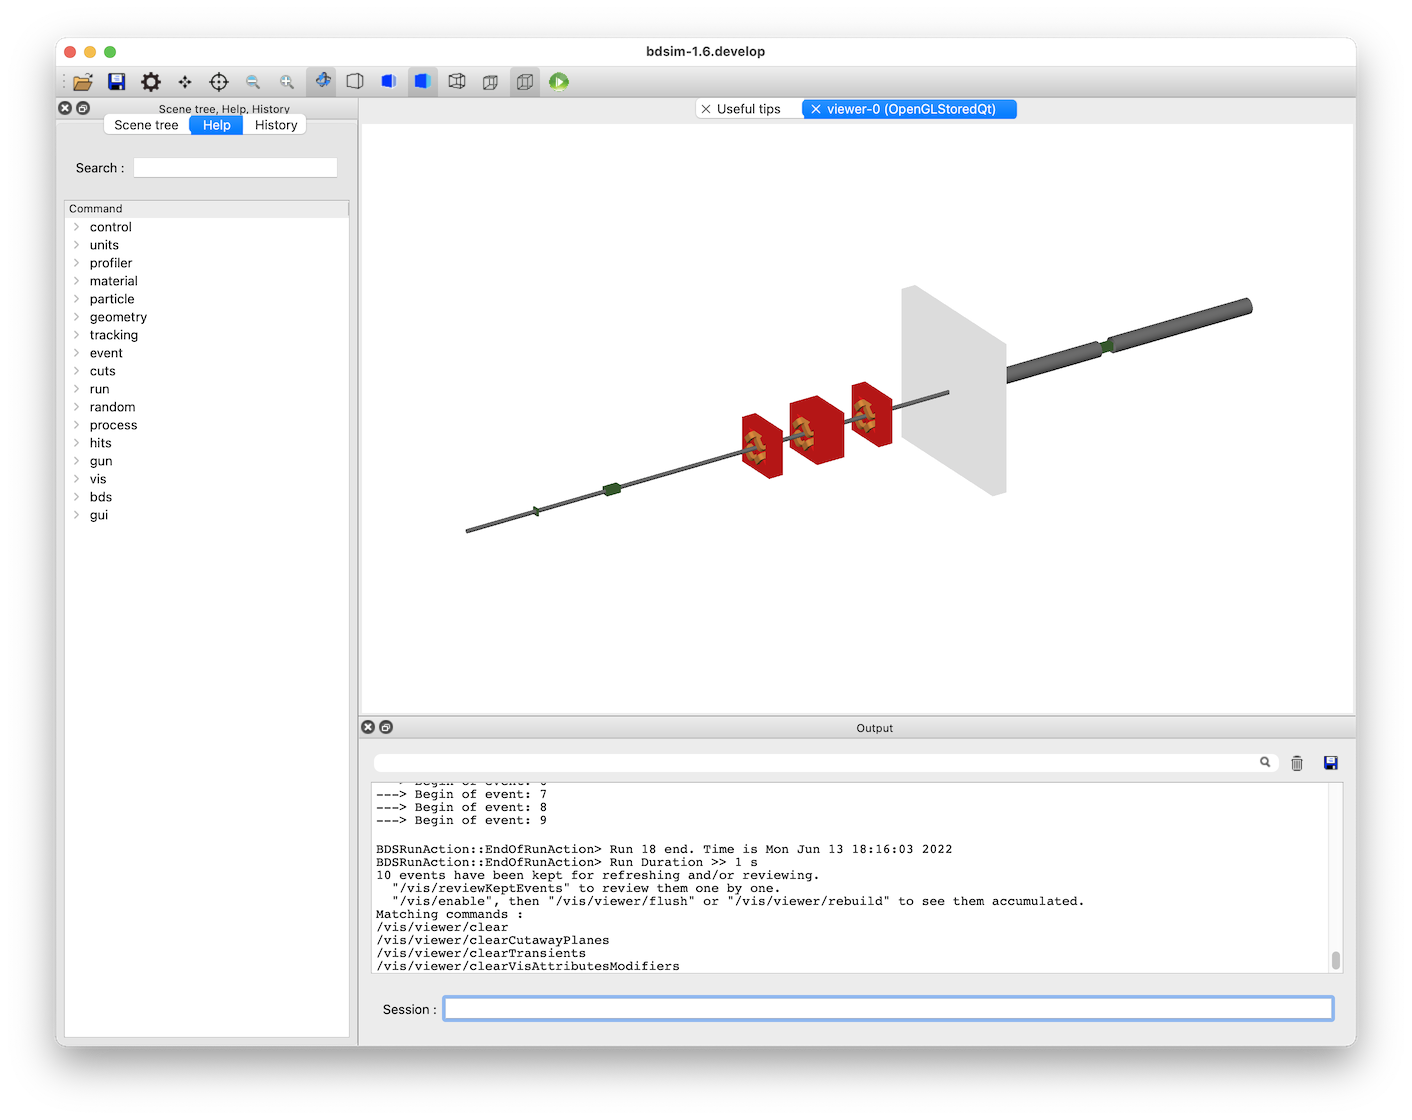 bdsim-1.6.develop
Scene tree, Help, History
Scene tree Help History
Search :
Command
control
units
profiler
material
particle
geometry
tracking
event
cuts
run
random
process
hits
gun
vis
bds
gui
Useful tips
viewer-0 (OpenGLStoredQt)
Output
---> Begin of event: 7
---> Begin of event: 8
---> Begin of event: 9
BDSRunAction::EndOfRunAction> Run 18 end. Time is Mon Jun 13 18:16:03 2022
BDSRunAction::EndOfRunAction> Run Duration >> 1 s
10 events have been kept for refreshing and/or reviewing.
"/vis/reviewKeptEvents" to review them one by one.
"/vis/enable", then "/vis/viewer/flush" or "/vis/viewer/rebuild" to see them accumulated.
Matching commands :
/vis/viewer/clear
/vis/viewer/clearCutawayPlanes
/vis/viewer/clearTransients
/vis/viewer/clearVisAttributesModifiers
Session :